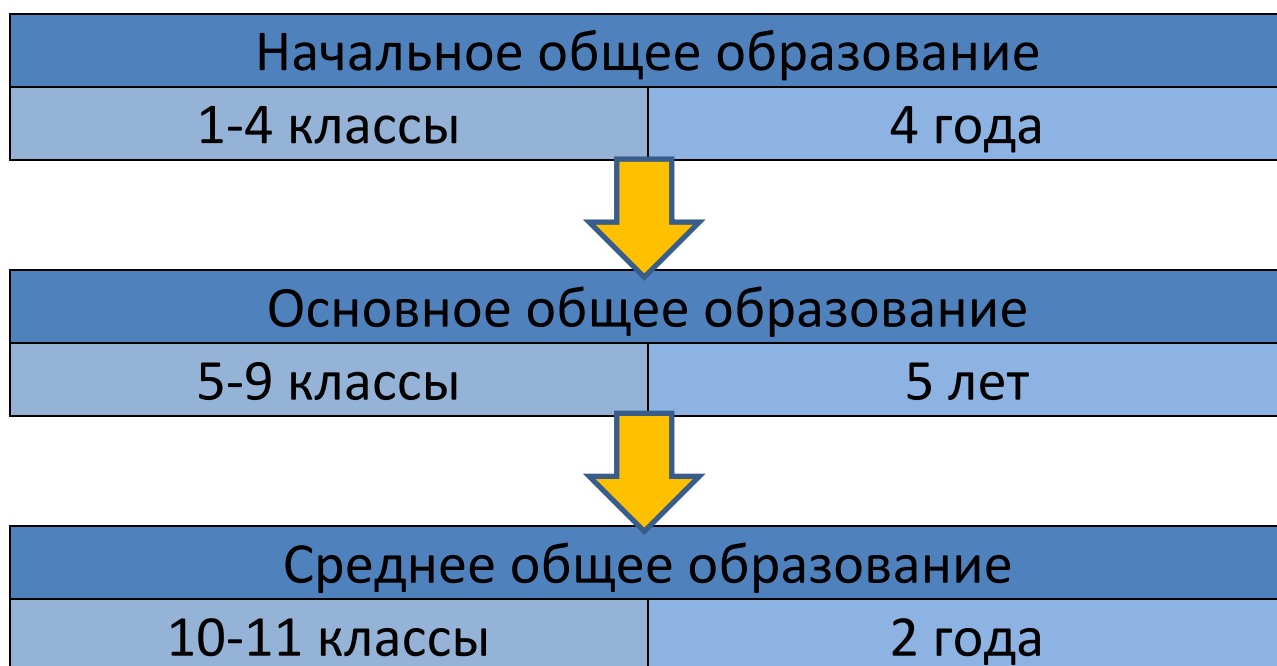 Начальное общее образование
1-4 классы 4 года
Основное общее образование
5-9 классы 5 лет
Среднее общее образование
10-11 классы 2 года